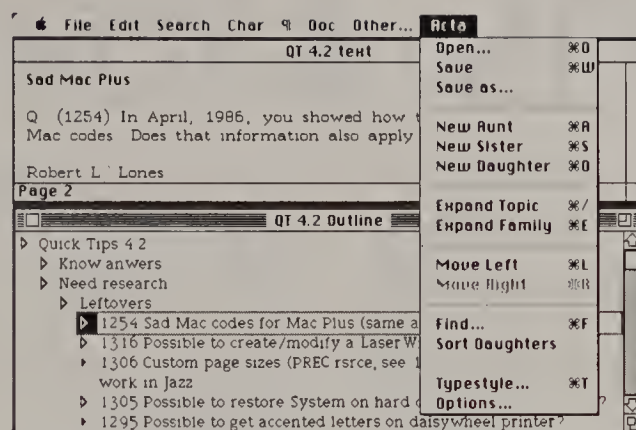 File Edit Search Char ¶ Doc Other... Acta
QT 4.2 text
Sad Mac Plus
Q (1254) In April, 1986, you showed how
Mac codes Does that information also apply
Robert L Lones
Page 2
QT 4.2 Outline
Quick Tips 4 2
Know anwers
Need research
Leftovers
1254 Sad Mac codes for Mac Plus (same a
1316 Possible to create/modify a Laser W
1306 Custom page sizes (PREC rsrce, see 1
work in Jazz
1305 Possible to restore System on hard ?
1295 Possible to get accented letters on daisywheel printer?
Open... ⌘O
Save ⌘W
Save as...
New Aunt ⌘A
New Sister ⌘S
New Daughter ⌘D
Expand Topic ⌘/
Expand Family ⌘E
Move Left ⌘L
Move Right ⌘R
Find... ⌘F
Sort Daughters
Typestyle... ⌘T
Options...